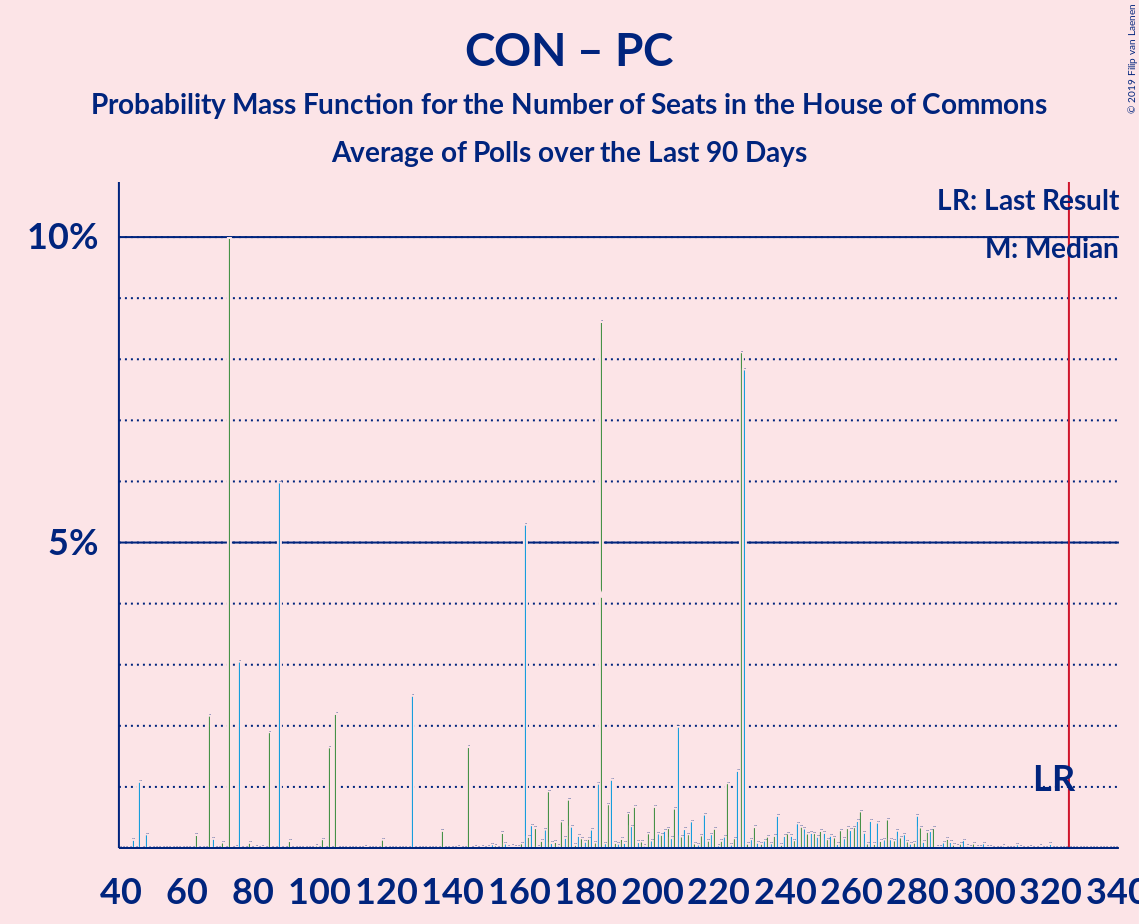 CON – PC
Probability Mass Function for the Number of Seats in the House of Commons
Average of Polls over the Last 90 Days
© 2019 Filip van Laenen
LR: Last Result
M: Median
10%
5%
LR
40 60 80 100 120 140 160 180 200 220 240 260 280 300 320 340